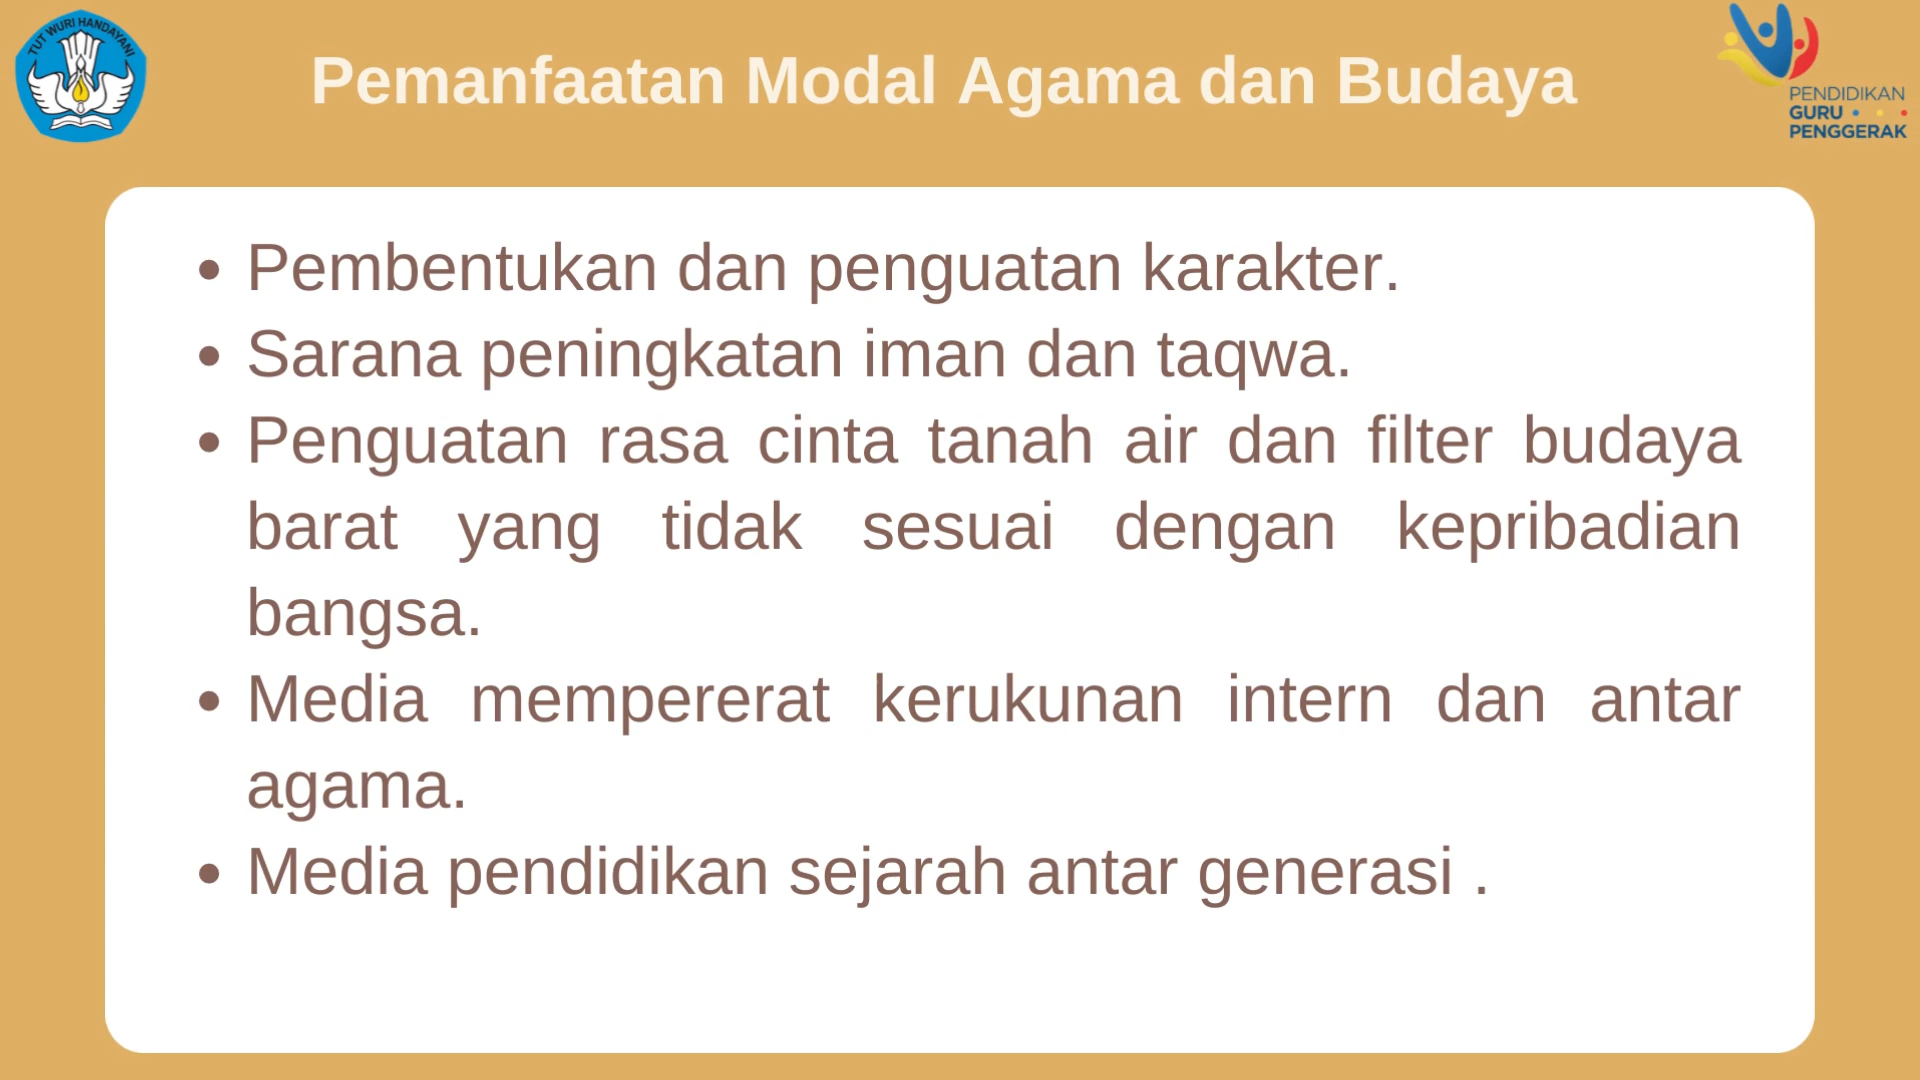 TUT WURI HANDAYANI
Pemanfaatan Modal Agama dan Budaya
PENDIDIKAN
GURU
PENGGERAK
• Pembentukan dan penguatan karakter.
• Sarana peningkatan iman dan taqwa.
• Penguatan rasa cinta tanah air dan filter budaya
barat yang tidak sesuai dengan kepribadian
bangsa.
• Media mempererat kerukunan intern dan antar
agama.
• Media pendidikan sejarah antar generasi .